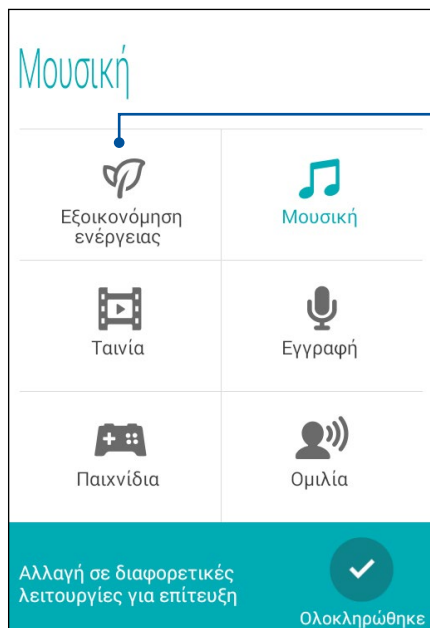 Μουσική
Εξοικονόμηση
ενέργειας
Μουσική
Ταινία
Εγγραφή
Παιχνίδια
Ομιλία
Αλλαγή σε διαφορετικές
λειτουργίες για επίτευξη
Ολοκληρώθηκε